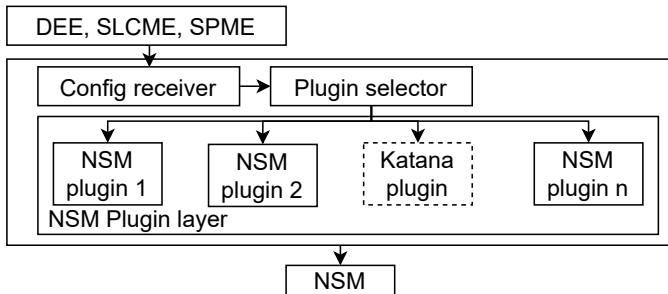 DEE, SLCME, SPME
Config receiver
Plugin selector
NSM
plugin 1
NSM
plugin 2
Katana
plugin
NSM
plugin n
NSM Plugin layer
NSM